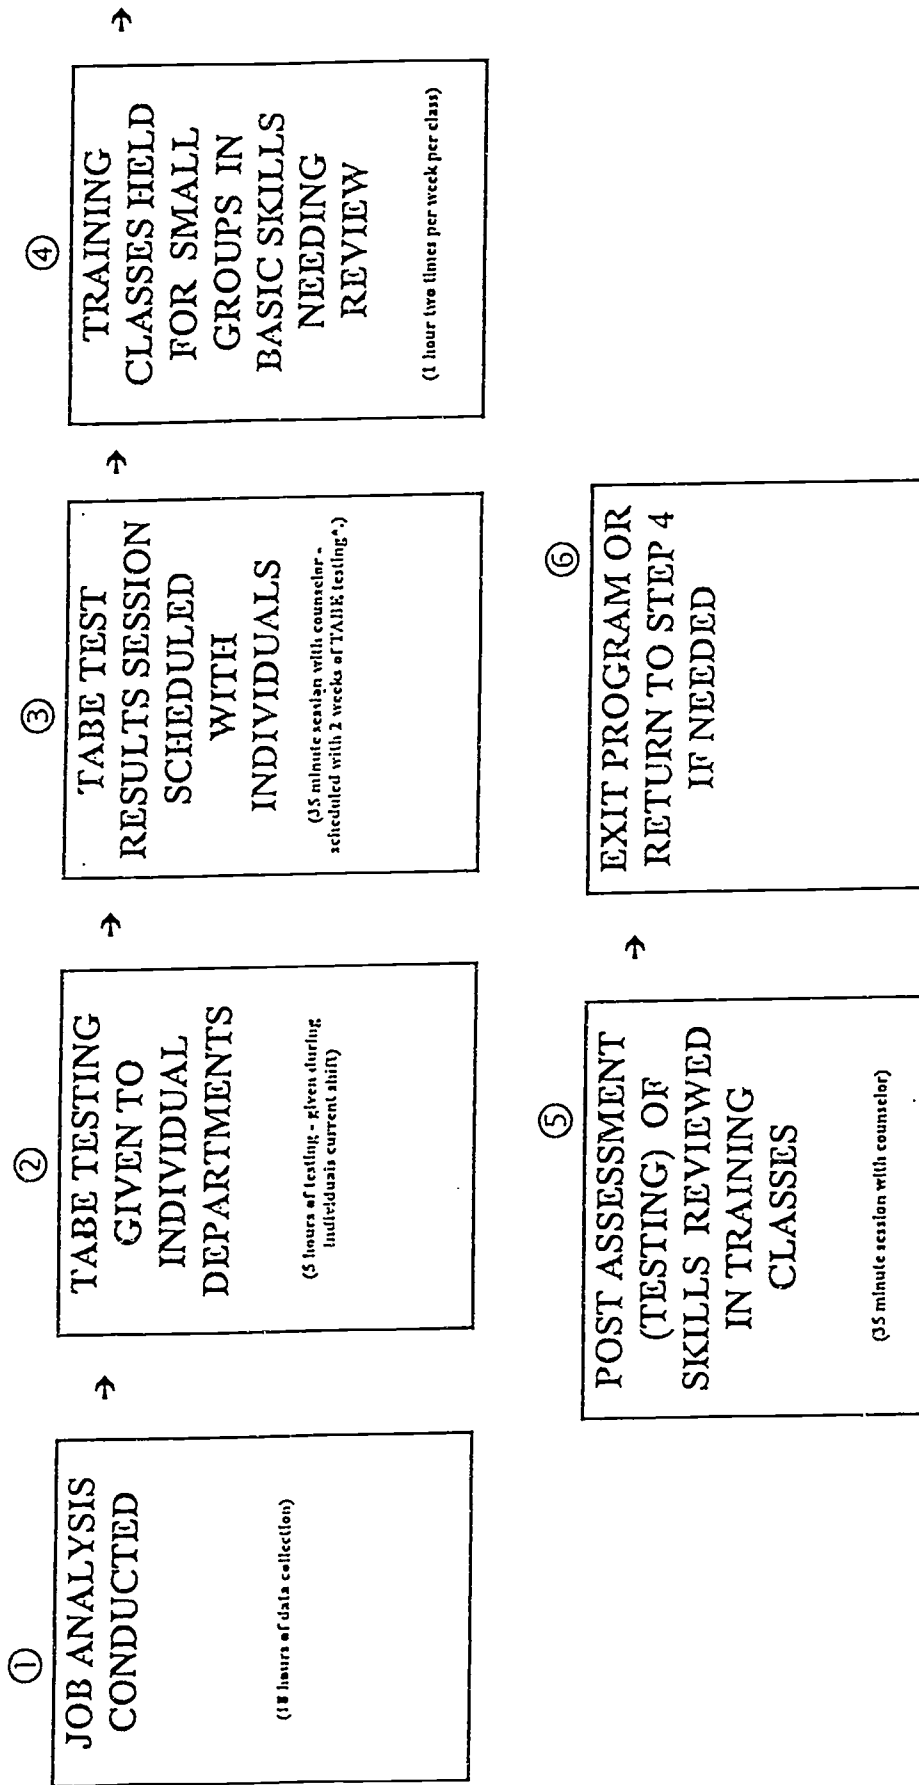 ①
JOB ANALYSIS
CONDUCTED
(18 hours of data collection)
→
②
TABE TESTING
GIVEN TO
INDIVIDUAL
DEPARTMENTS
(5 hours of testing - given during
individuals current shift)
→
③
TABE TEST
RESULTS SESSION
SCHEDULED
WITH
INDIVIDUALS
(35 minute session with counselor -
scheduled with 2 weeks of TABE testing^.)
→
④
TRAINING
CLASSES HELD
FOR SMALL
GROUPS IN
BASIC SKILLS
NEEDING
REVIEW
(1 hour two times per week per class)
→
⑤
POST ASSESSMENT
(TESTING) OF
SKILLS REVIEWED
IN TRAINING
CLASSES
(35 minute session with counselor)
→
⑥
EXIT PROGRAM OR
RETURN TO STEP 4
IF NEEDED